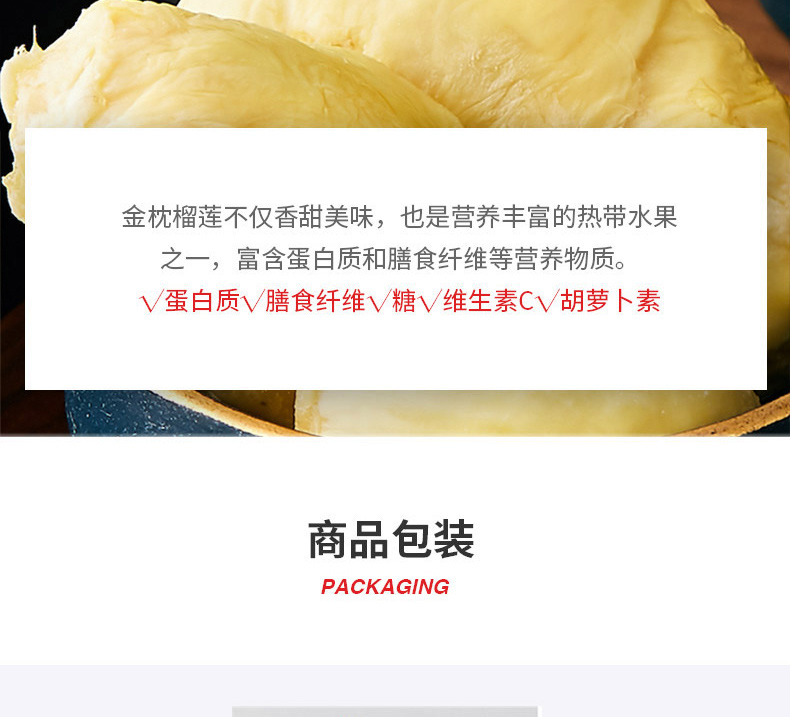 金枕榴莲不仅香甜美味，也是营养丰富的热带水果
之一，富含蛋白质和膳食纤维等营养物质。
√蛋白质√膳食纤维√糖√维生素C√胡萝卜素
商品包装
PACKAGING